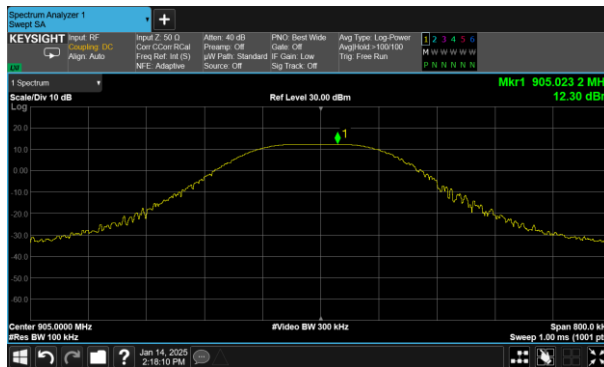 Spectrum Analyzer 1
Swept SA
+
KEYSIGHT
Input: RF
Coupling: DC
Align: Auto
Input Z: 50 Ω
Corr CCorr RCal
Freq Ref: Int (S)
NFE: Adaptive
Atten: 40 dB
Preamp: Off
µW Path: Standard
Source: Off
PNO: Best Wide
Gate: Off
IF Gain: Low
Sig Track: Off
Avg Type: Log-Power
Avg|Hold:>100/100
Trig: Free Run
1 2 3 4 5 6
M W W W W W
P N N N N N
1 Spectrum
Mkr1 905.023 2 MH
Scale/Div 10 dB
Ref Level 30.00 dBm
12.30 dBr
Log
1
20.0
10.0
0.00
-10.0
-20.0
-30.0
-40.0
-50.0
-60.0
Center 905.0000 MHz
#Video BW 300 kHz
Span 800.0 kH
#Res BW 100 kHz
Sweep 1.00 ms (1001 pt
?
Jan 14, 2025
2:18:10 PM